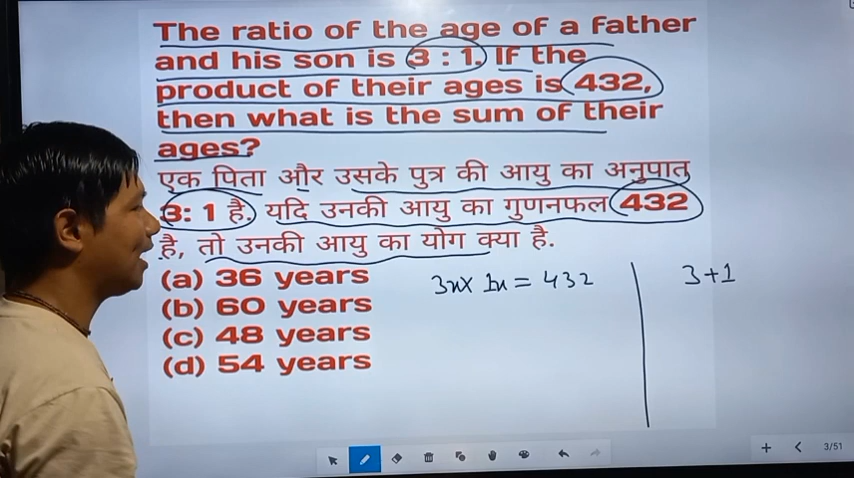 The ratio of the age of a father
and his son is 3 : 1. IF the
product of their ages is 432,
then what is the sum of their
ages?
एक पिता और उसके पुत्र की आयु का अनुपात
3: 1 है. यदि उनकी आयु का गुणनफल 432
है, तो उनकी आयु का योग क्या है.
(a) 36 years
(b) 60 years
(c) 48 years
(d) 54 years
3x× 1x = 432
3+1
3/51